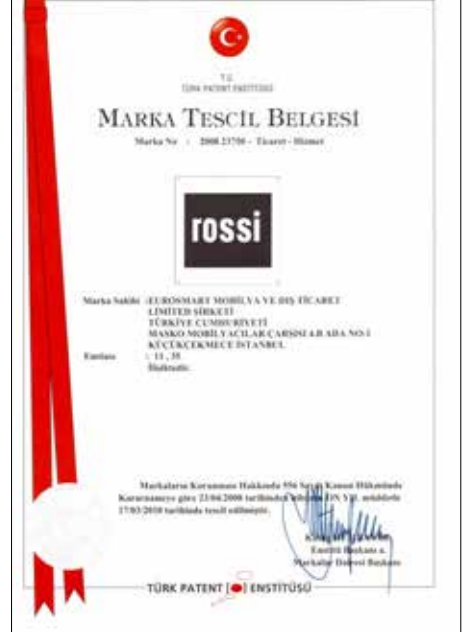 T.C.
TÜRK PATENT ENSTİTÜSÜ
MARKA TESCİL BELGESİ
Marka No : 2008 23750 - Ticaret - Hizmet
rossi
Marka Sahibi : EUROSMART MOBİLYA VE DIŞ TİCARET
LİMİTED ŞİRKETİ
TÜRKİYE CUMHURİYETİ
MASKO MOBİLYACILAR ÇARŞISI 4.B ADA NO:1
KÜÇÜKÇEKMECE İSTANBUL
Emtiası : 11 , 35
Markaların Korunması Hakkında 556 Sayılı Kanun Hükmünde
Kararnameye göre 23/04/2008 tarihinden itibaren ON YIL müddetle
17/03/2010 tarihinde tescil edilmiştir.
Enstitü Başkanı a.
Markalar Dairesi Başkanı
TÜRK PATENT ENSTİTÜSÜ